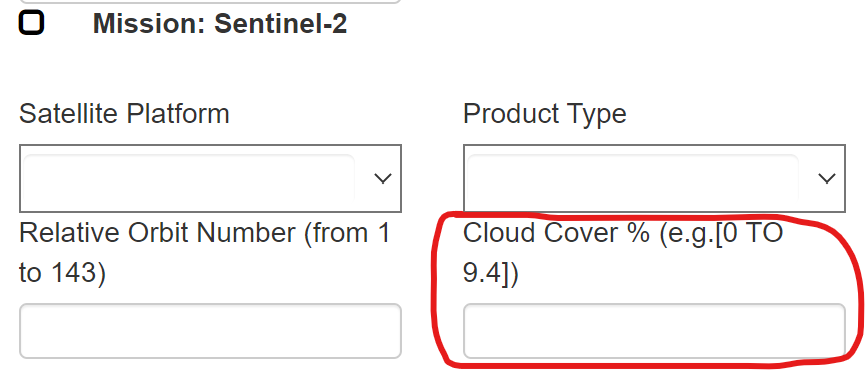 Mission: Sentinel-2
Satellite Platform
Product Type
Relative Orbit Number (from 1
to 143)
Cloud Cover % (e.g.[0 TO
9.4])